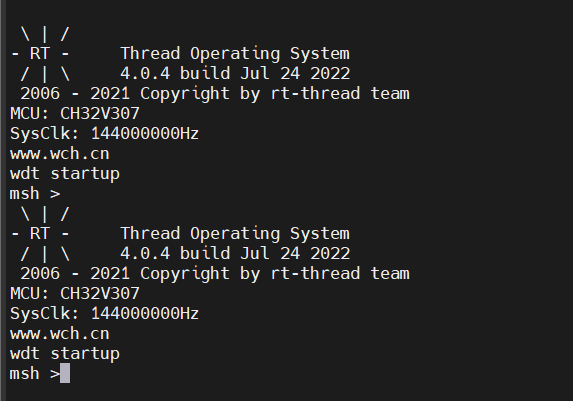 \ | /
- RT -     Thread Operating System
 / | \     4.0.4 build Jul 24 2022
 2006 - 2021 Copyright by rt-thread team
MCU: CH32V307
SysClk: 144000000Hz
www.wch.cn
wdt startup
msh >
 \ | /
- RT -     Thread Operating System
 / | \     4.0.4 build Jul 24 2022
 2006 - 2021 Copyright by rt-thread team
MCU: CH32V307
SysClk: 144000000Hz
www.wch.cn
wdt startup
msh >